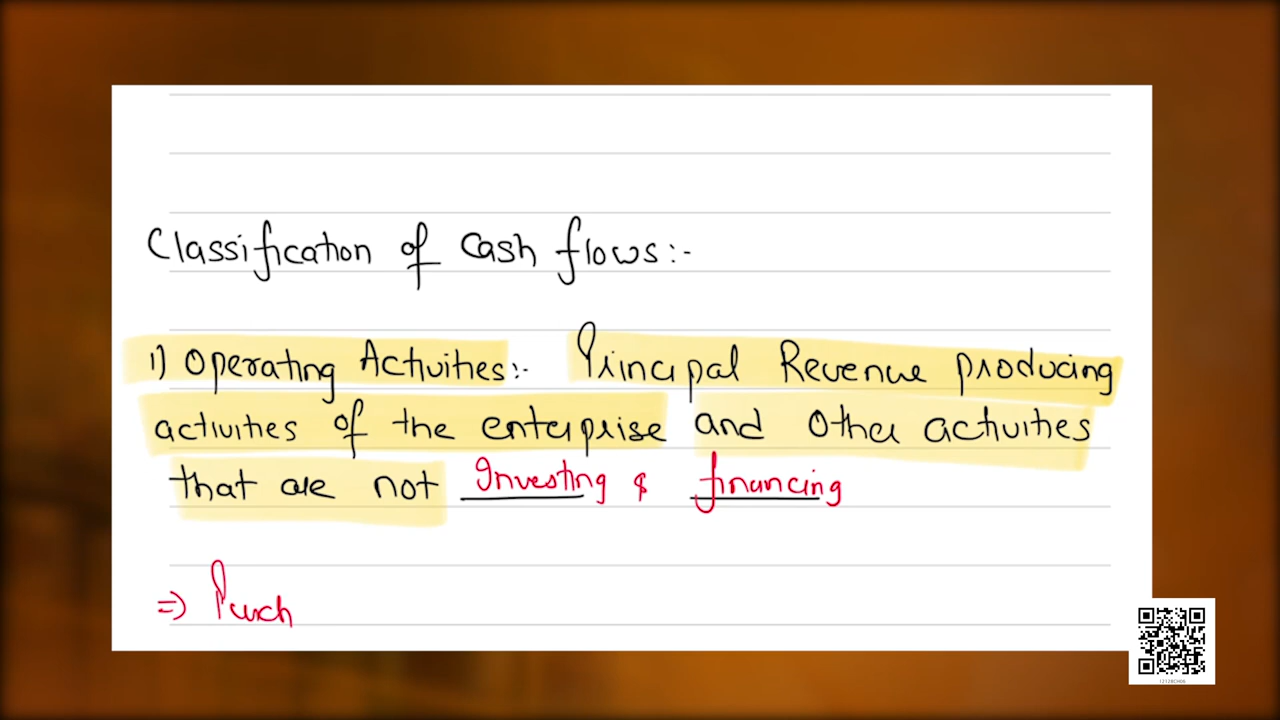 Classification of Cash flows:-
1) Operating Activities:- Principal Revenue producing
activities of the enterprise and Other activities
that are not Investing & financing
=> Purch
12128CH06